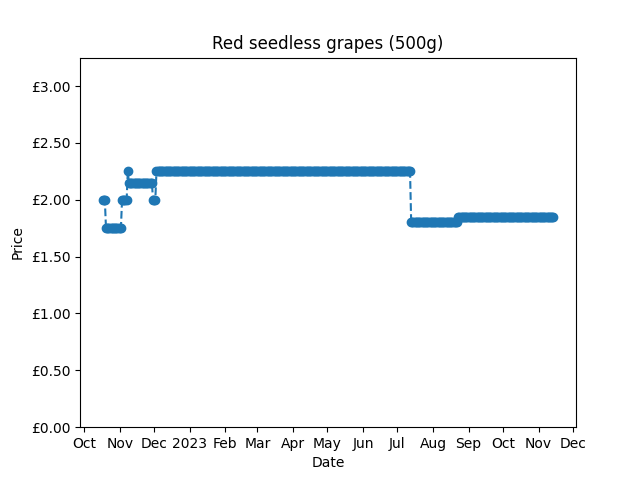 Red seedless grapes (500g)
£3.00
£2.50
£2.00
£1.50
£1.00
£0.50
£0.00
Price
Oct Nov Dec 2023 Feb Mar Apr May Jun Jul Aug Sep Oct Nov Dec
Date